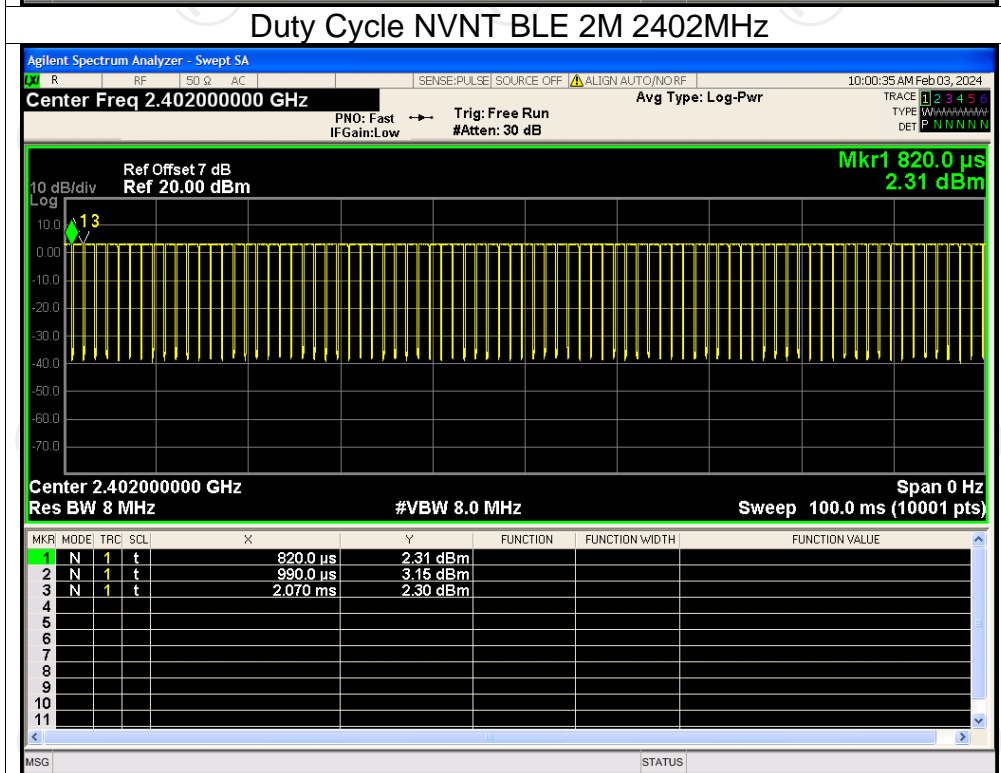 Duty Cycle NVNT BLE 2M 2402MHz
Agilent Spectrum Analyzer - Swept SA
LXI R RF 50 Ω AC SENSE:PULSE SOURCE OFF ALIGN AUTO/NO RF 10:00:35 AM Feb 03, 2024
Center Freq 2.402000000 GHz Avg Type: Log-Pwr TRACE 1 2 3 4 5 6
PNO: Fast Trig: Free Run TYPE WWWWWW
IFGain:Low #Atten: 30 dB DET P N N N N N
Mkr1 820.0 µs
Ref Offset 7 dB
10 dB/div Ref 20.00 dBm 2.31 dBm
Log
10.0 1 3
0.00
-10.0
-20.0
-30.0
-40.0
-50.0
-60.0
-70.0
Center 2.402000000 GHz Span 0 Hz
Res BW 8 MHz #VBW 8.0 MHz Sweep 100.0 ms (10001 pts)
MKR MODE TRC SCL X Y FUNCTION FUNCTION WIDTH FUNCTION VALUE
1 N 1 t 820.0 µs 2.31 dBm
2 N 1 t 990.0 µs 3.15 dBm
3 N 1 t 2.070 ms 2.30 dBm
4
5
6
7
8
9
10
11
MSG STATUS